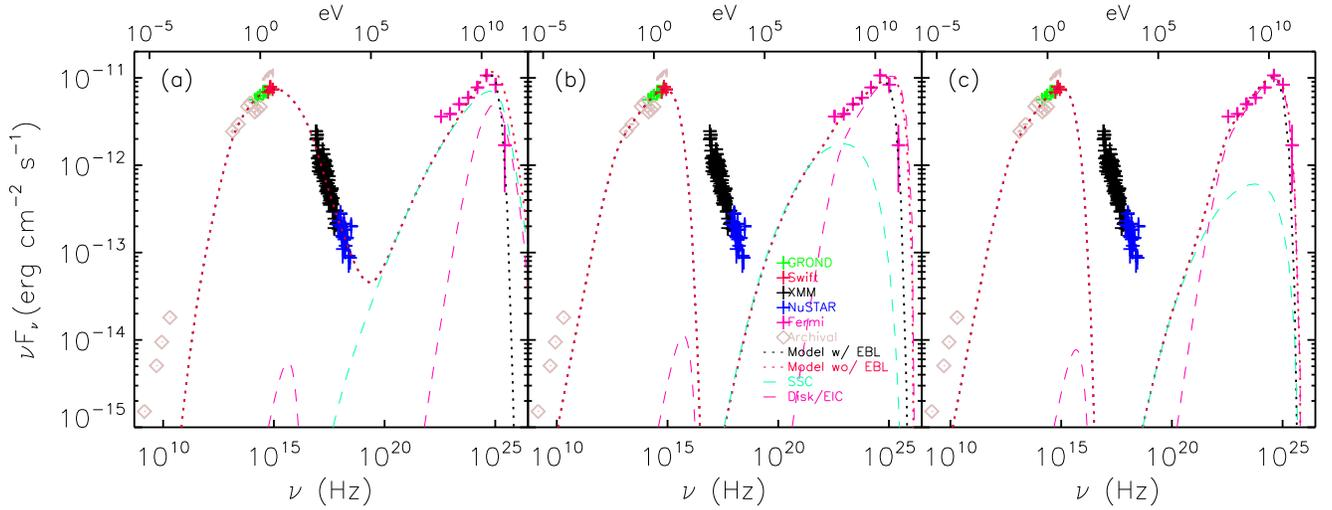 eV eV eV
10^-5 10^0 10^5 10^10 10^-5 10^0 10^5 10^10 10^-5 10^0 10^5 10^10
(a) (b) (c)
10^-11
10^-12
10^-13
10^-14
10^-15
νF_ν (erg cm^-2 s^-1)
GROND
Swift
XMM
NuSTAR
Fermi
Archival
Model w/ EBL
Model wo/ EBL
SSC
Disk/EIC
10^10 10^15 10^20 10^25 10^10 10^15 10^20 10^25 10^10 10^15 10^20 10^25
ν (Hz) ν (Hz) ν (Hz)